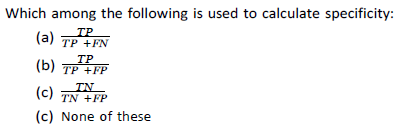 Which among the following is used to calculate specificity:
(a) TP / TP +FN
(b) TP / TP +FP
(c) TN / TN +FP
(c) None of these